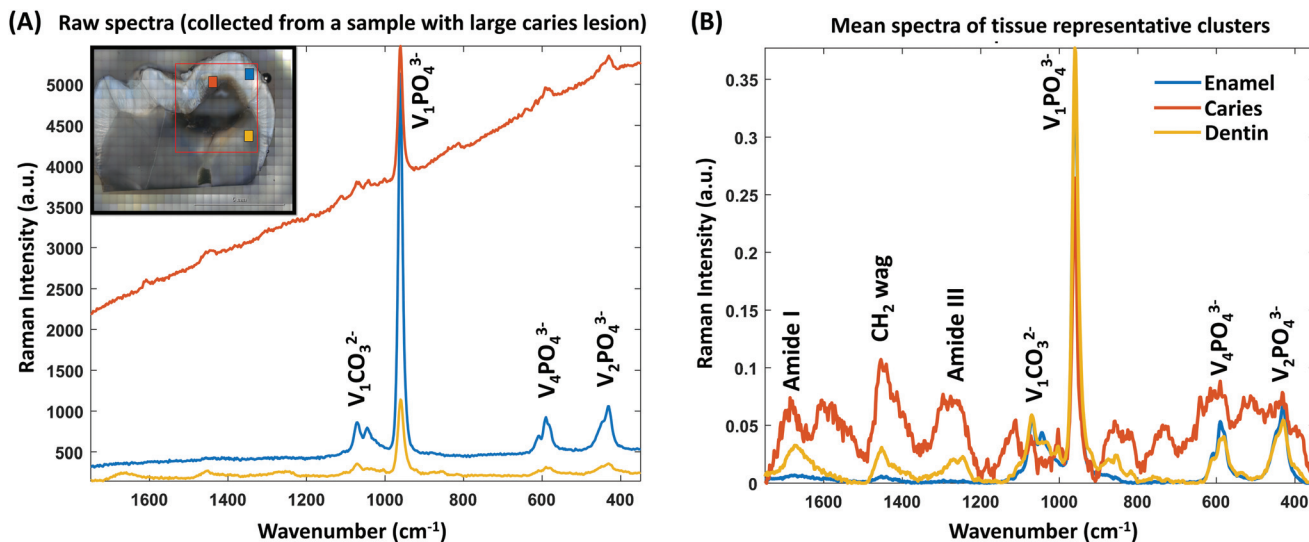 (A) Raw spectra (collected from a sample with large caries lesion)
Raman Intensity (a.u.)
5000
4500
4000
3500
3000
2500
2000
1500
1000
500
V₁PO₄³⁻
V₁CO₃²⁻
V₄PO₄³⁻
V₂PO₄³⁻
1600 1400 1200 1000 800 600 400
Wavenumber (cm⁻¹)
(B) Mean spectra of tissue representative clusters
Raman Intensity (a.u.)
0.35
0.3
0.25
0.2
0.15
0.1
0.05
0
Enamel
Caries
Dentin
Amide I
CH₂ wag
Amide III
V₁CO₃²⁻
V₁PO₄³⁻
V₄PO₄³⁻
V₂PO₄³⁻
1600 1400 1200 1000 800 600 400
Wavenumber (cm⁻¹)